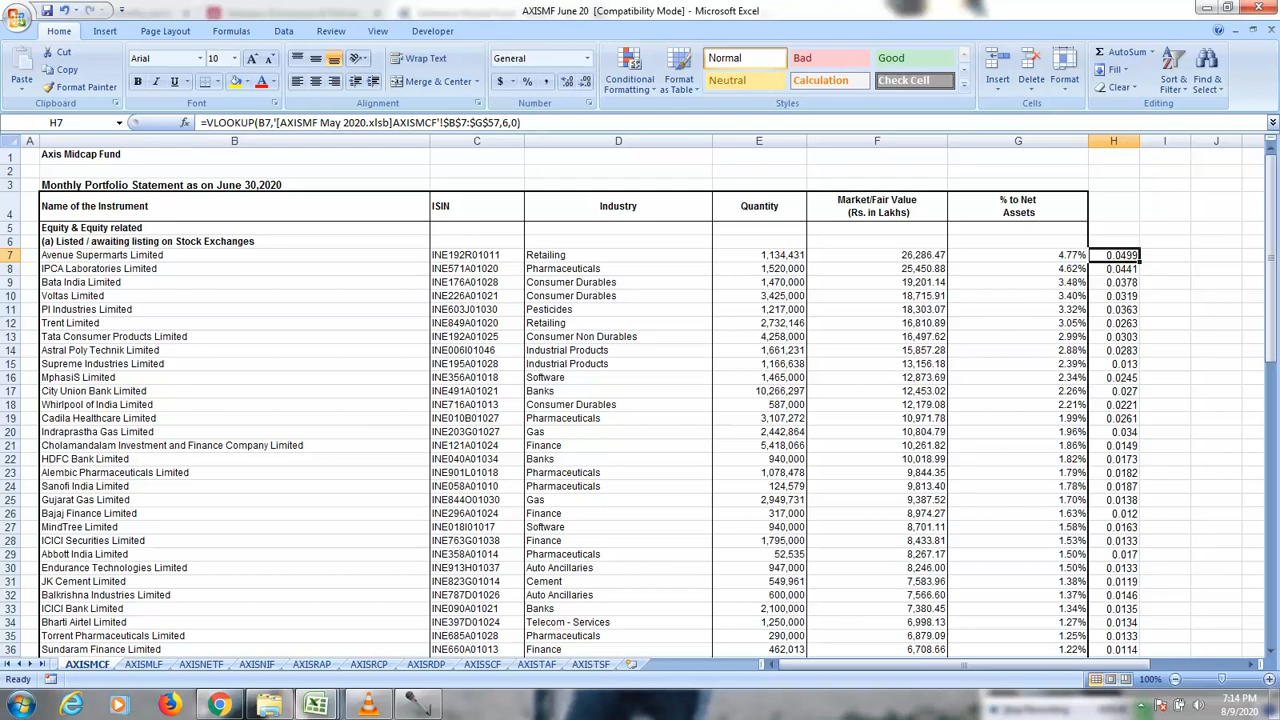 AXISMF June 20 [Compatibility Mode] - Microsoft Excel
Home Insert Page Layout Formulas Data Review View Developer
Paste Cut Copy Format Painter Clipboard
Arial 10 Font
Wrap Text Merge & Center Alignment
General Number
Conditional Formatting Format as Table Normal Bad Good Neutral Calculation Check Cell Styles
Insert Delete Format Cells
AutoSum Fill Clear Sort & Filter Find & Select Editing
H7 fx =VLOOKUP(B7,'[AXISMF May 2020.xlsb]AXISMCF'!$B$7:$G$57,6,0)
A B C D E F G H I J
1 Axis Midcap Fund
2
3 Monthly Portfolio Statement as on June 30,2020
4 Name of the Instrument ISIN Industry Quantity Market/Fair Value (Rs. in Lakhs) % to Net Assets
5 Equity & Equity related
6 (a) Listed / awaiting listing on Stock Exchanges
7 Avenue Supermarts Limited INE192R01011 Retailing 1,134,431 26,286.47 4.77% 0.0499
8 IPCA Laboratories Limited INE571A01020 Pharmaceuticals 1,520,000 25,450.88 4.62% 0.0441
9 Bata India Limited INE176A01028 Consumer Durables 1,470,000 19,201.14 3.48% 0.0378
10 Voltas Limited INE226A01021 Consumer Durables 3,425,000 18,715.91 3.40% 0.0319
11 PI Industries Limited INE603J01030 Pesticides 1,217,000 18,303.07 3.32% 0.0363
12 Trent Limited INE849A01020 Retailing 2,732,146 16,810.89 3.05% 0.0263
13 Tata Consumer Products Limited INE192A01025 Consumer Non Durables 4,258,000 16,497.62 2.99% 0.0303
14 Astral Poly Technik Limited INE006I01046 Industrial Products 1,661,231 15,857.28 2.88% 0.0283
15 Supreme Industries Limited INE195A01028 Industrial Products 1,166,638 13,156.18 2.39% 0.013
16 MphasiS Limited INE356A01018 Software 1,465,000 12,873.69 2.34% 0.0245
17 City Union Bank Limited INE491A01021 Banks 10,266,297 12,453.02 2.26% 0.027
18 Whirlpool of India Limited INE716A01013 Consumer Durables 587,000 12,179.08 2.21% 0.0221
19 Cadila Healthcare Limited INE010B01027 Pharmaceuticals 3,107,272 10,971.78 1.99% 0.0261
20 Indraprastha Gas Limited INE203G01027 Gas 2,442,864 10,804.79 1.96% 0.034
21 Cholamandalam Investment and Finance Company Limited INE121A01024 Finance 5,418,066 10,261.82 1.86% 0.0149
22 HDFC Bank Limited INE040A01034 Banks 940,000 10,018.99 1.82% 0.0173
23 Alembic Pharmaceuticals Limited INE901L01018 Pharmaceuticals 1,078,478 9,844.35 1.79% 0.0182
24 Sanofi India Limited INE058A01010 Pharmaceuticals 124,579 9,813.40 1.78% 0.0187
25 Gujarat Gas Limited INE844O01030 Gas 2,949,731 9,387.52 1.70% 0.0138
26 Bajaj Finance Limited INE296A01024 Finance 317,000 8,974.27 1.63% 0.012
27 MindTree Limited INE018I01017 Software 940,000 8,701.11 1.58% 0.0163
28 ICICI Securities Limited INE763G01038 Finance 1,795,000 8,433.81 1.53% 0.0133
29 Abbott India Limited INE358A01014 Pharmaceuticals 52,535 8,267.17 1.50% 0.017
30 Endurance Technologies Limited INE913H01037 Auto Ancillaries 947,000 8,246.00 1.50% 0.0133
31 JK Cement Limited INE823G01014 Cement 549,961 7,583.96 1.38% 0.0119
32 Balkrishna Industries Limited INE787D01026 Auto Ancillaries 600,000 7,566.60 1.37% 0.0146
33 ICICI Bank Limited INE090A01021 Banks 2,100,000 7,380.45 1.34% 0.0135
34 Bharti Airtel Limited INE397D01024 Telecom - Services 1,250,000 6,998.13 1.27% 0.0134
35 Torrent Pharmaceuticals Limited INE685A01028 Pharmaceuticals 290,000 6,879.09 1.25% 0.0133
36 Sundaram Finance Limited INE660A01013 Finance 462,013 6,708.66 1.22% 0.0114
AXISMCF AXISMLF AXISNETF AXISNIF AXISRAP AXISRCP AXISRDP AXISSCF AXISTAF AXISTSF
Ready 100%
7:14 PM
8/9/2020